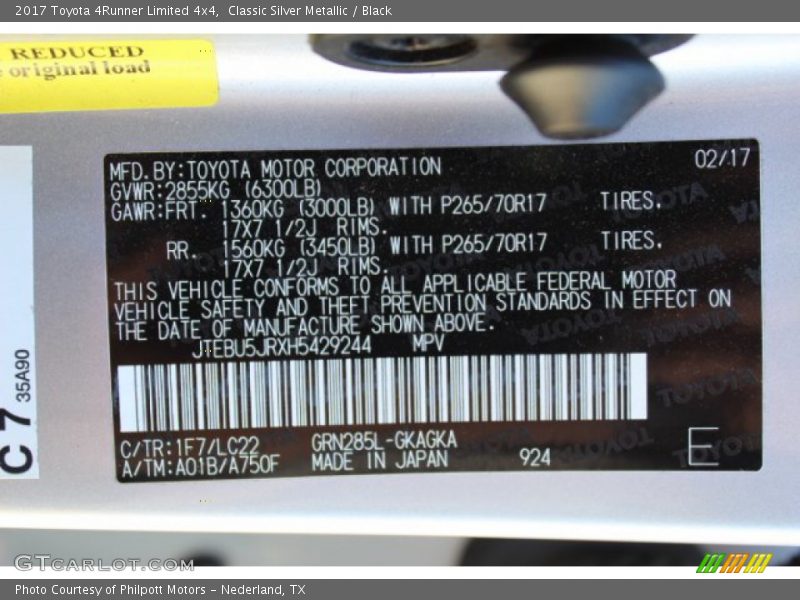 2017 Toyota 4Runner Limited 4x4, Classic Silver Metallic / Black
REDUCED
original load
MFD.BY:TOYOTA MOTOR CORPORATION 02/17
GVWR:2855KG (6300LB)
GAWR:FRT. 1360KG (3000LB) WITH P265/70R17 TIRES.
17X7 1/2J RIMS.
RR. 1560KG (3450LB) WITH P265/70R17 TIRES.
17X7 1/2J RIMS.
THIS VEHICLE CONFORMS TO ALL APPLICABLE FEDERAL MOTOR
VEHICLE SAFETY AND THEFT PREVENTION STANDARDS IN EFFECT ON
THE DATE OF MANUFACTURE SHOWN ABOVE.
JTEBU5JRXH5429244 MPV
C/TR:1F7/LC22 GRN285L-GKAGKA
A/TM:A01B/A750F MADE IN JAPAN 924 E
C 7 35A90
GTCARLOT.COM
Photo Courtesy of Philpott Motors - Nederland, TX